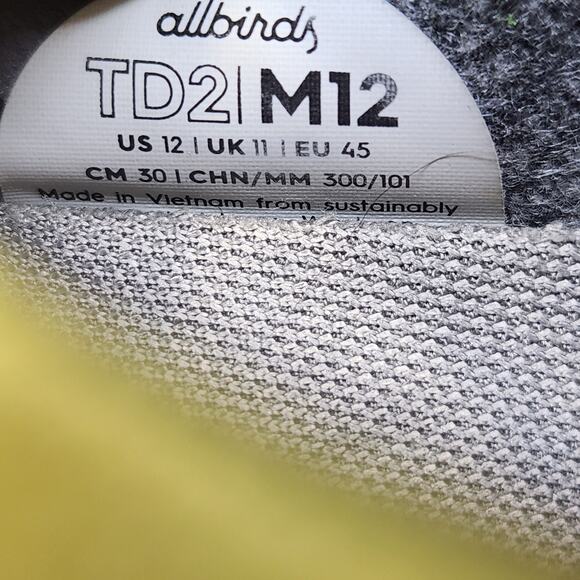 allbirds
TD2 | M12
US 12 | UK 11 | EU 45
CM 30 | CHN/MM 300/101
Made in Vietnam from sustainably